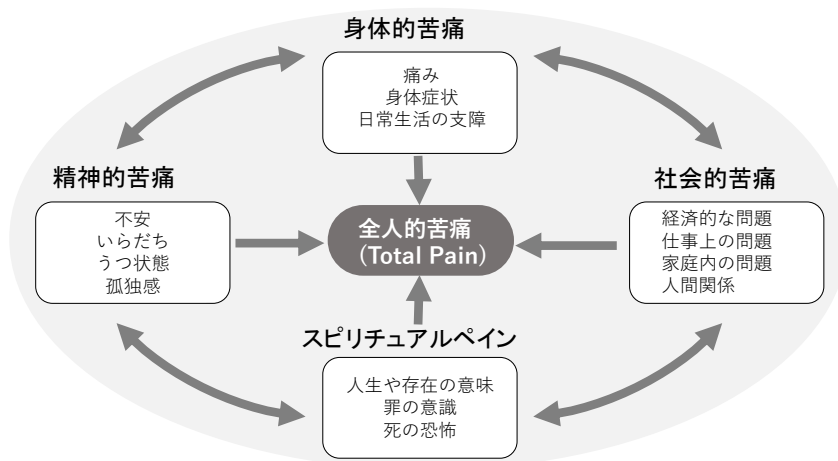 身体的苦痛
痛み
身体症状
日常生活の支障
精神的苦痛
不安
いらだち
うつ状態
孤独感
全人的苦痛
(Total Pain)
社会的苦痛
経済的な問題
仕事上の問題
家庭内の問題
人間関係
スピリチュアルペイン
人生や存在の意味
罪の意識
死の恐怖